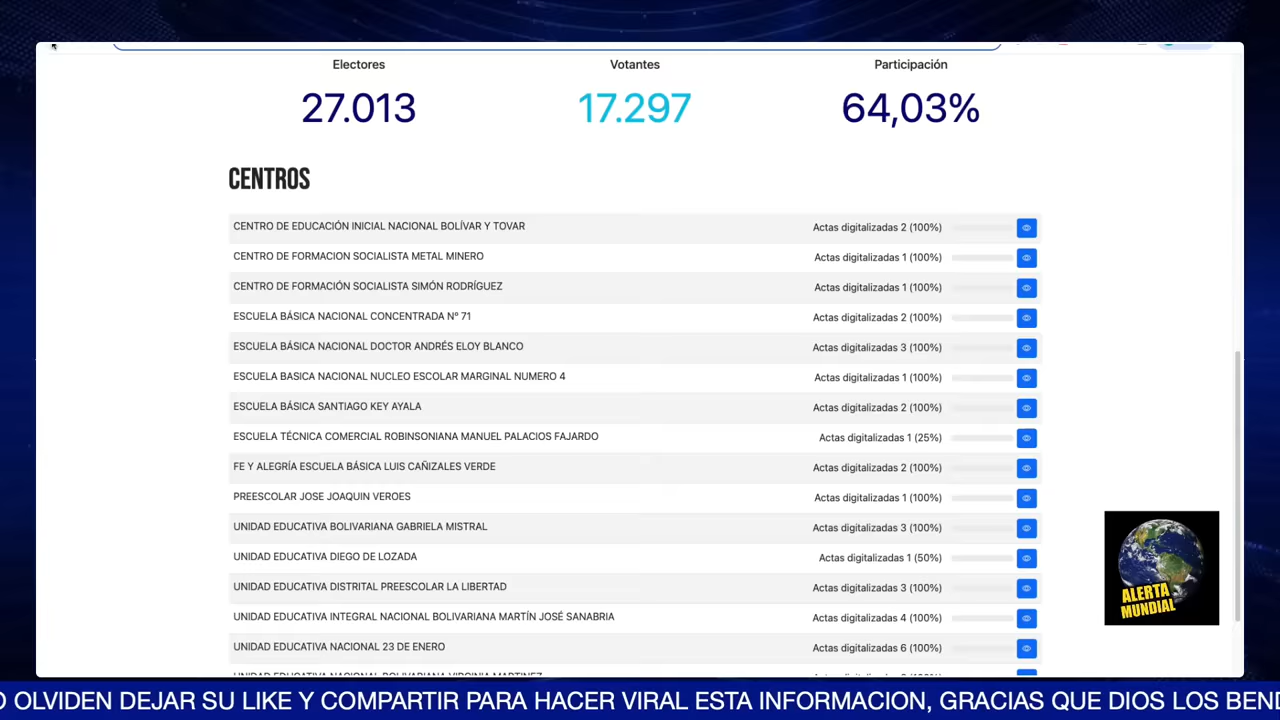 Electores Votantes Participación
27.013 17.297 64,03%
CENTROS
CENTRO DE EDUCACIÓN INICIAL NACIONAL BOLÍVAR Y TOVAR Actas digitalizadas 2 (100%)
CENTRO DE FORMACION SOCIALISTA METAL MINERO Actas digitalizadas 1 (100%)
CENTRO DE FORMACIÓN SOCIALISTA SIMÓN RODRÍGUEZ Actas digitalizadas 1 (100%)
ESCUELA BÁSICA NACIONAL CONCENTRADA Nº 71 Actas digitalizadas 2 (100%)
ESCUELA BÁSICA NACIONAL DOCTOR ANDRÉS ELOY BLANCO Actas digitalizadas 3 (100%)
ESCUELA BASICA NACIONAL NUCLEO ESCOLAR MARGINAL NUMERO 4 Actas digitalizadas 1 (100%)
ESCUELA BÁSICA SANTIAGO KEY AYALA Actas digitalizadas 2 (100%)
ESCUELA TÉCNICA COMERCIAL ROBINSONIANA MANUEL PALACIOS FAJARDO Actas digitalizadas 1 (25%)
FE Y ALEGRÍA ESCUELA BÁSICA LUIS CAÑIZALES VERDE Actas digitalizadas 2 (100%)
PREESCOLAR JOSE JOAQUIN VEROES Actas digitalizadas 1 (100%)
UNIDAD EDUCATIVA BOLIVARIANA GABRIELA MISTRAL Actas digitalizadas 3 (100%)
UNIDAD EDUCATIVA DIEGO DE LOZADA Actas digitalizadas 1 (50%)
UNIDAD EDUCATIVA DISTRITAL PREESCOLAR LA LIBERTAD Actas digitalizadas 3 (100%)
UNIDAD EDUCATIVA INTEGRAL NACIONAL BOLIVARIANA MARTÍN JOSÉ SANABRIA Actas digitalizadas 4 (100%)
UNIDAD EDUCATIVA NACIONAL 23 DE ENERO Actas digitalizadas 6 (100%)
UNIDAD EDUCATIVA NACIONAL BOLIVARIANA VIRGINIA MARTINEZ
ALERTA
MUNDIAL
O OLVIDEN DEJAR SU LIKE Y COMPARTIR PARA HACER VIRAL ESTA INFORMACION, GRACIAS QUE DIOS LOS